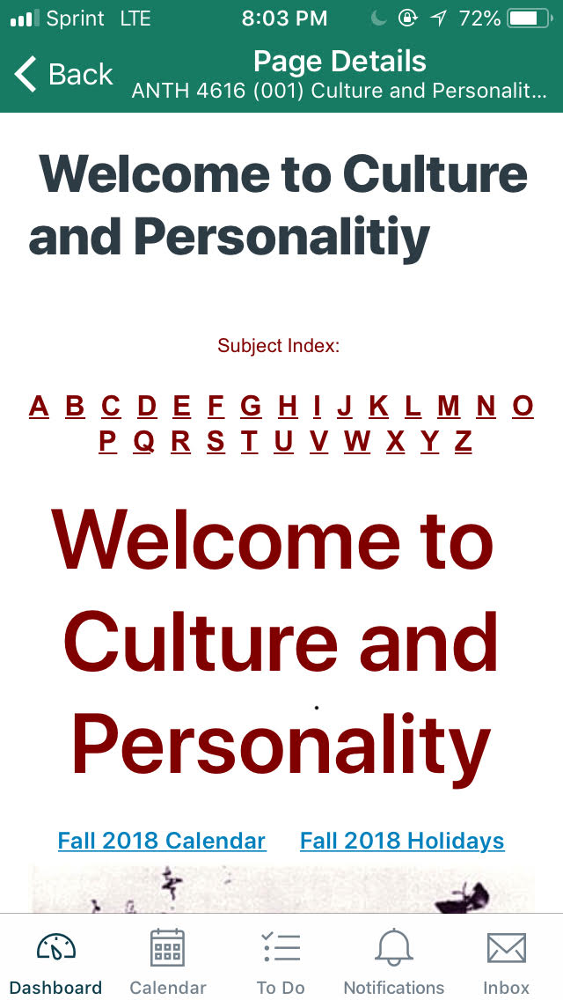 Sprint LTE 8:03 PM 72%
Back
Page Details
ANTH 4616 (001) Culture and Personalit...
Welcome to Culture
and Personalitiy
Subject Index:
A B C D E F G H I J K L M N O
P Q R S T U V W X Y Z
Welcome to
Culture and
Personality
Fall 2018 Calendar Fall 2018 Holidays
Dashboard Calendar To Do Notifications Inbox